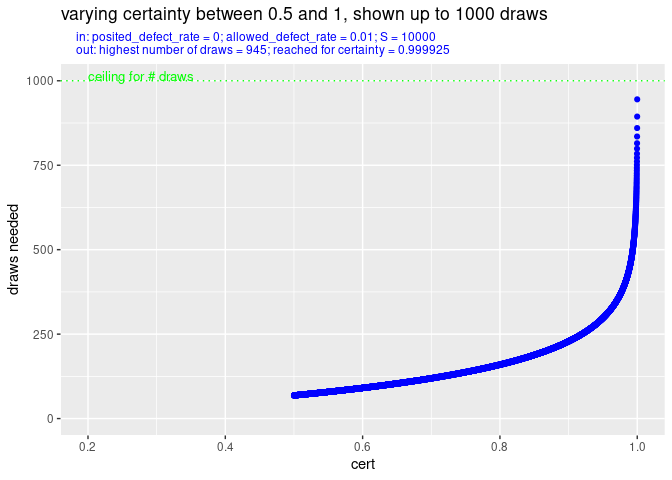 varying certainty between 0.5 and 1, shown up to 1000 draws
in: posited_defect_rate = 0; allowed_defect_rate = 0.01; S = 10000
out: highest number of draws = 945; reached for certainty = 0.999925
ceiling for # draws
1000
750
500
250
0
draws needed
0.2 0.4 0.6 0.8 1.0
cert